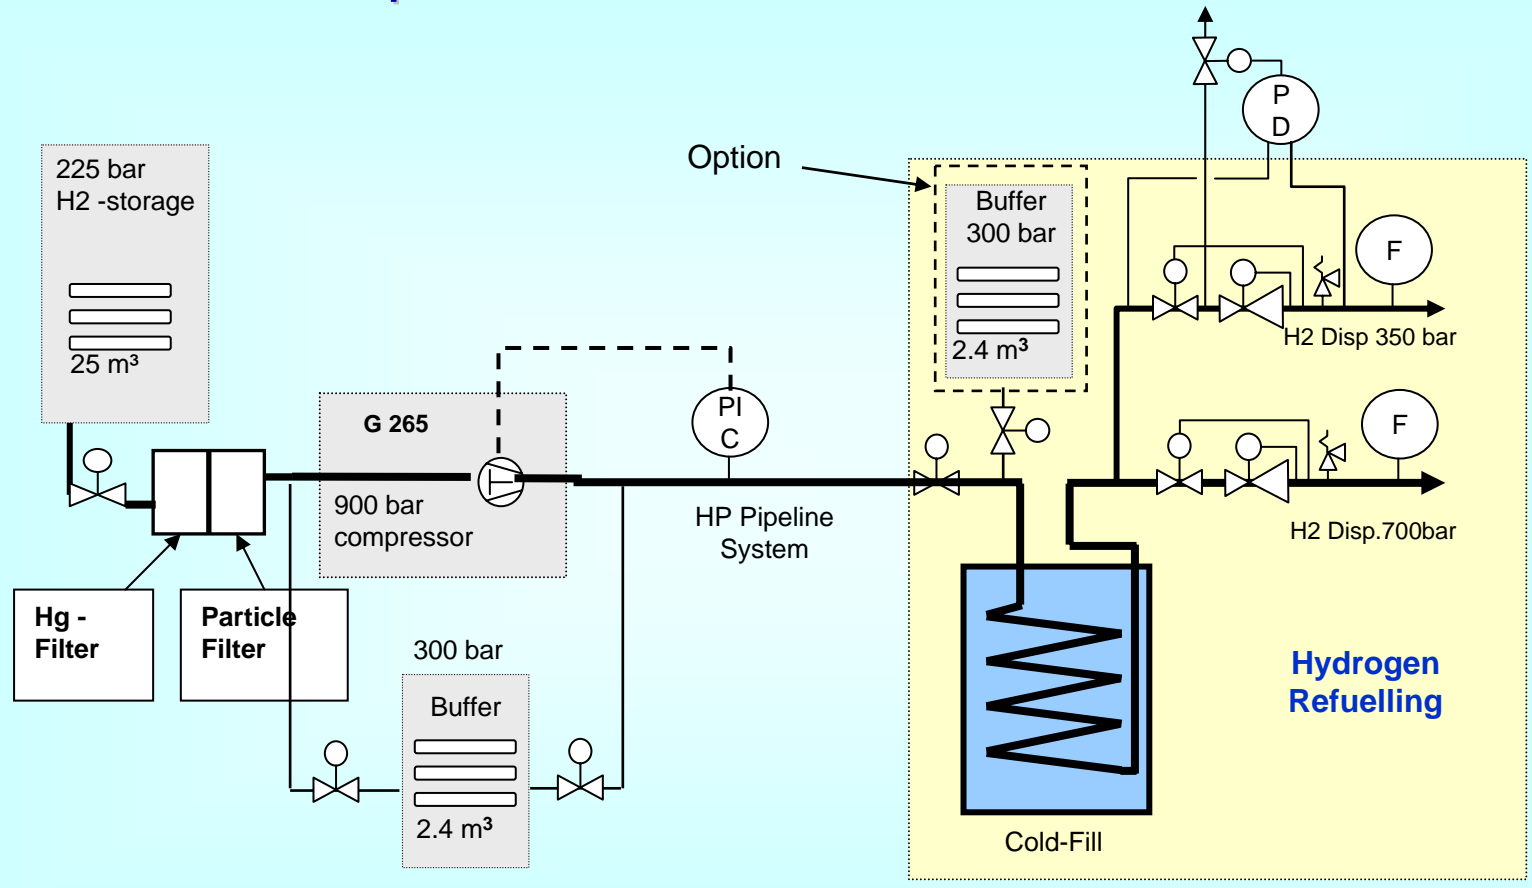 P
D
225 bar
H2 -storage
25 m³
Option
Buffer
300 bar
2.4 m³
F
H2 Disp 350 bar
G 265
900 bar
compressor
PI
C
HP Pipeline
System
F
H2 Disp.700bar
Hg -
Filter
Particle
Filter
300 bar
Buffer
2.4 m³
Hydrogen
Refuelling
Cold-Fill